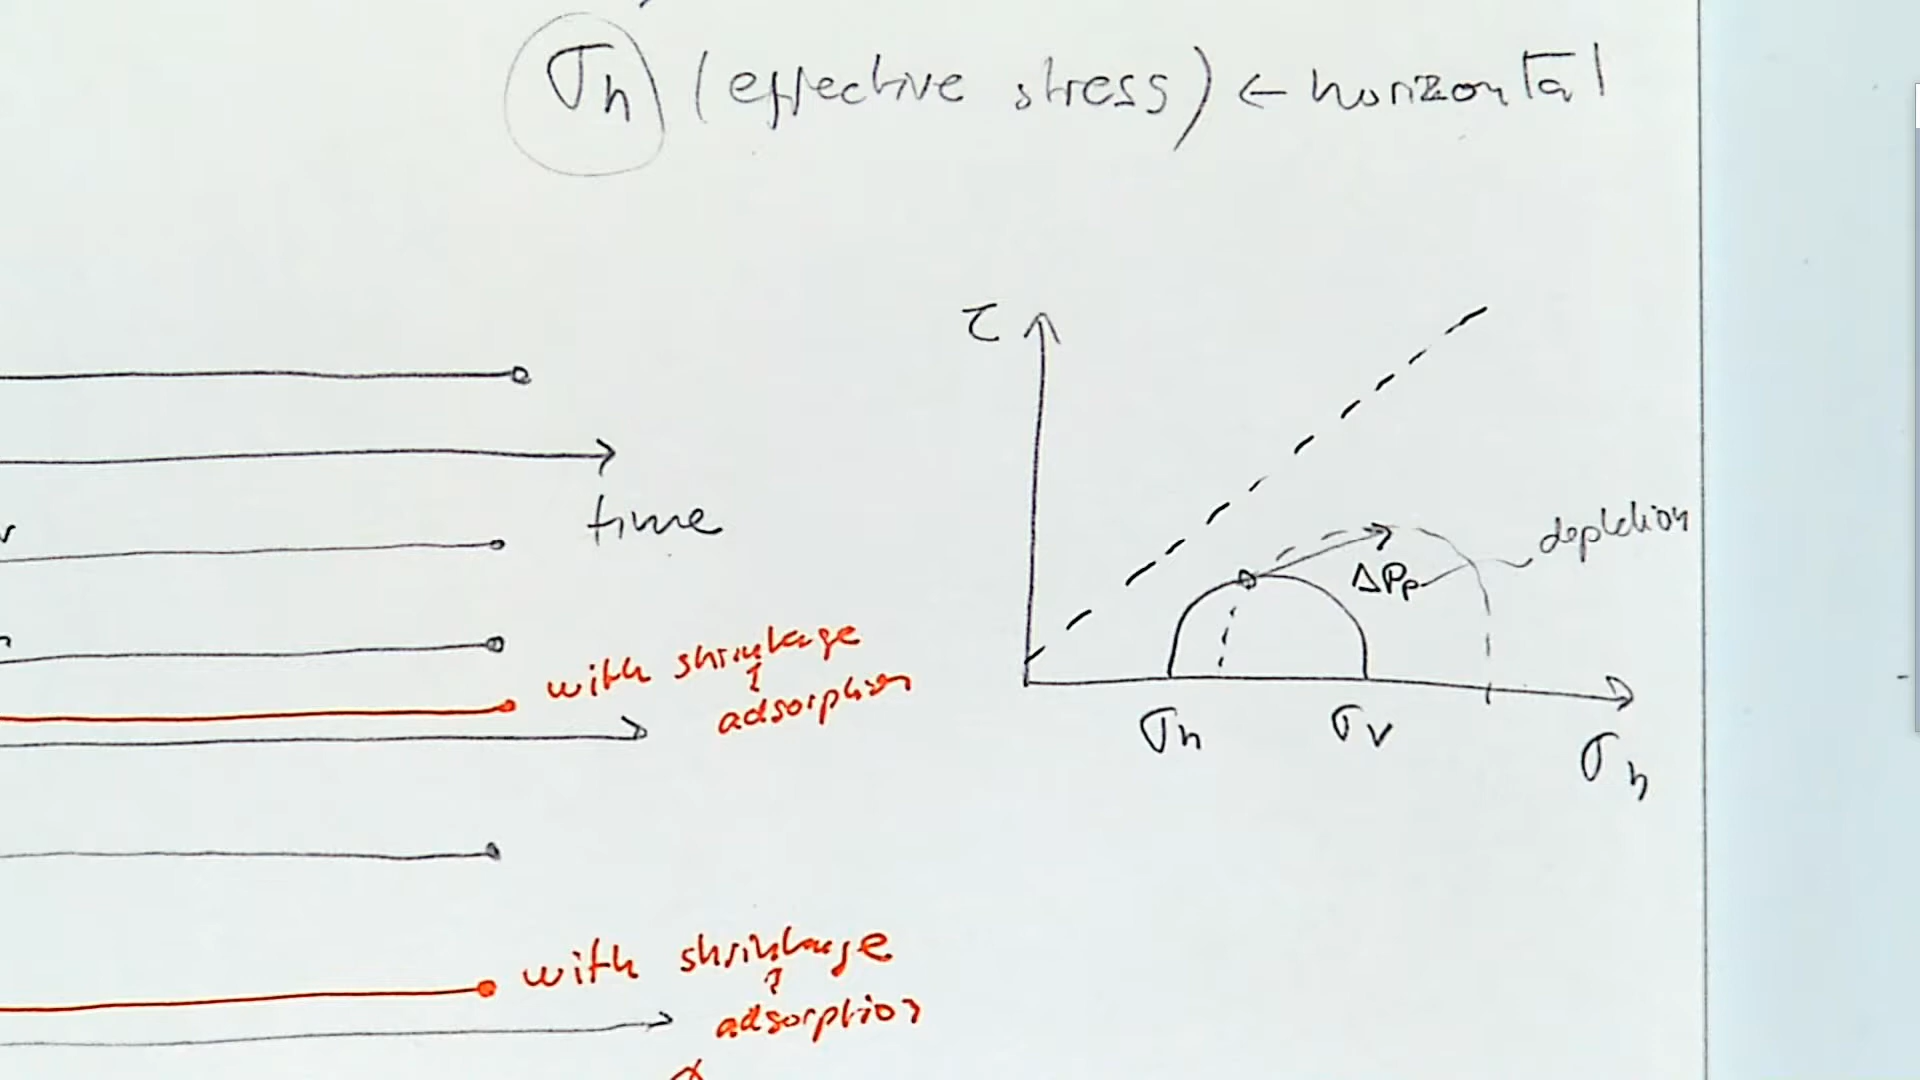 σh (effective stress) ← horizontal
τ
time
depletion
ΔPp
with shrinkage
adsorption
σh
σv
σh
with shrinkage
adsorption